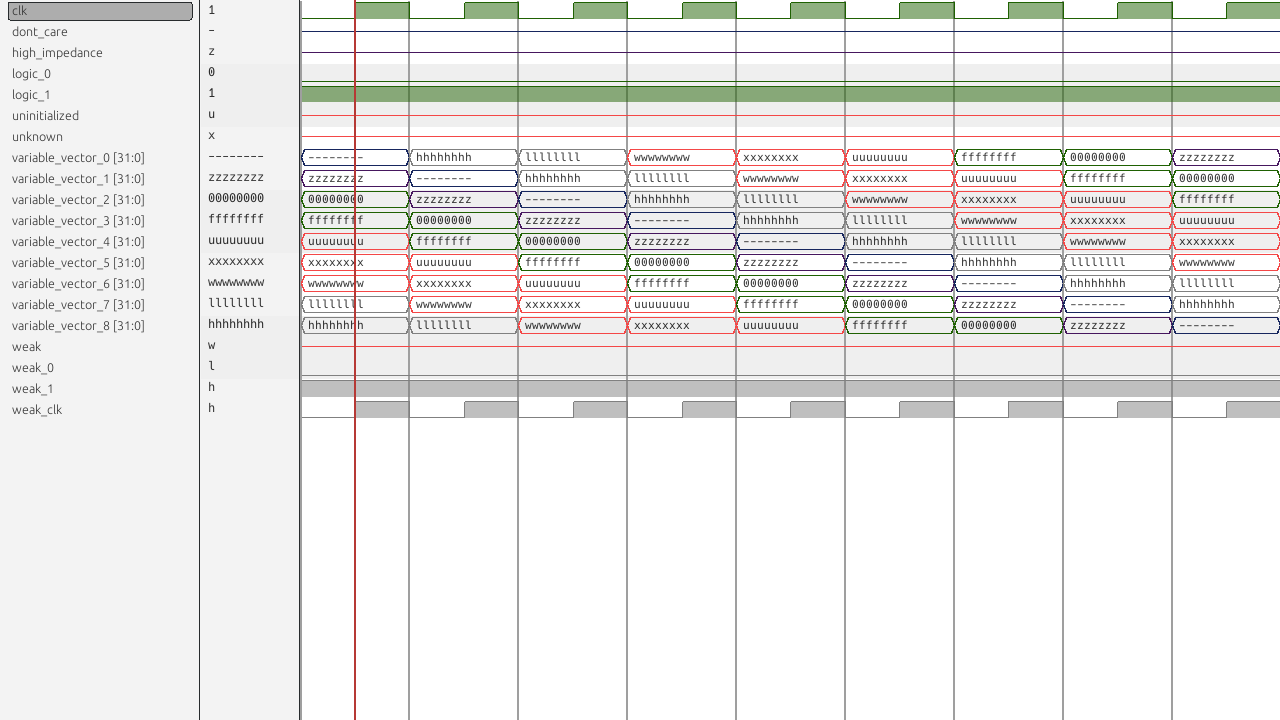 clk 1
dont_care -
high_impedance z
logic_0 0
logic_1 1
uninitialized u
unknown x
variable_vector_0 [31:0] -------- -------- hhhhhhhh llllllll wwwwwwww xxxxxxxx uuuuuuuu ffffffff 00000000 zzzzzzzz
variable_vector_1 [31:0] zzzzzzzz zzzzzzzz -------- hhhhhhhh llllllll wwwwwwww xxxxxxxx uuuuuuuu ffffffff 00000000
variable_vector_2 [31:0] 00000000 00000000 zzzzzzzz -------- hhhhhhhh llllllll wwwwwwww xxxxxxxx uuuuuuuu ffffffff
variable_vector_3 [31:0] ffffffff ffffffff 00000000 zzzzzzzz -------- hhhhhhhh llllllll wwwwwwww xxxxxxxx uuuuuuuu
variable_vector_4 [31:0] uuuuuuuu uuuuuuuu ffffffff 00000000 zzzzzzzz -------- hhhhhhhh llllllll wwwwwwww xxxxxxxx
variable_vector_5 [31:0] xxxxxxxx xxxxxxxx uuuuuuuu ffffffff 00000000 zzzzzzzz -------- hhhhhhhh llllllll wwwwwwww
variable_vector_6 [31:0] wwwwwwww wwwwwwww xxxxxxxx uuuuuuuu ffffffff 00000000 zzzzzzzz -------- hhhhhhhh llllllll
variable_vector_7 [31:0] llllllll llllllll wwwwwwww xxxxxxxx uuuuuuuu ffffffff 00000000 zzzzzzzz -------- hhhhhhhh
variable_vector_8 [31:0] hhhhhhhh hhhhhhhh llllllll wwwwwwww xxxxxxxx uuuuuuuu ffffffff 00000000 zzzzzzzz --------
weak w
weak_0 l
weak_1 h
weak_clk h